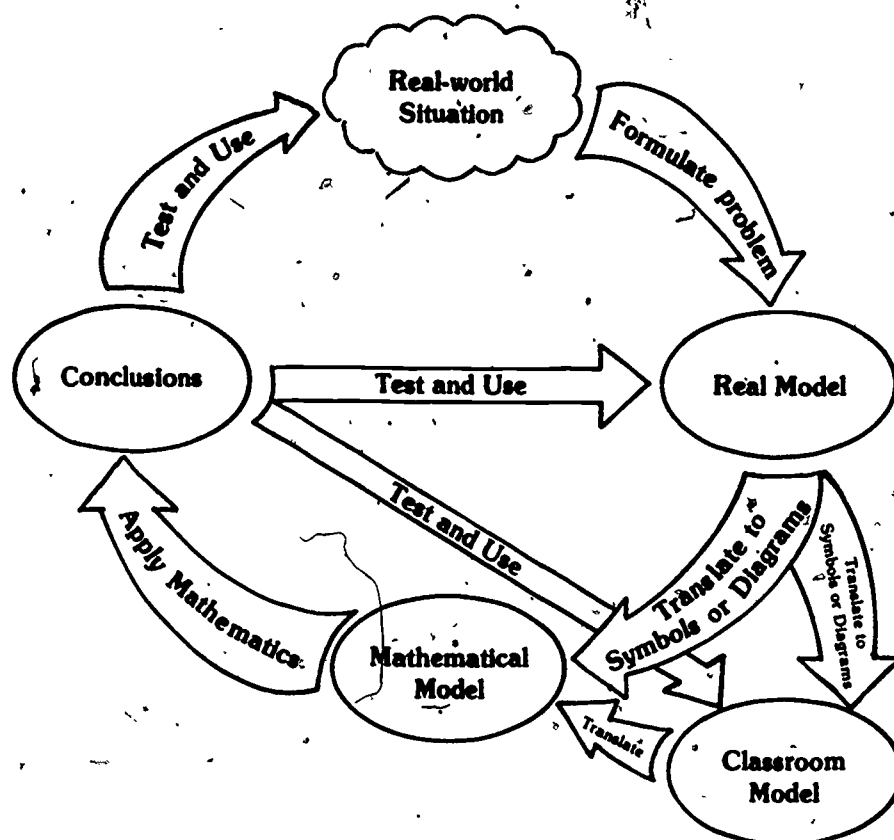 Real-world
Situation
Test and Use
Formulate problem
Conclusions
Test and Use
Real Model
Test and Use
Translate to
Symbols or Diagrams
Translate to
Symbols or Diagrams
Apply Mathematics
Mathematical
Model
Translate
Classroom
Model